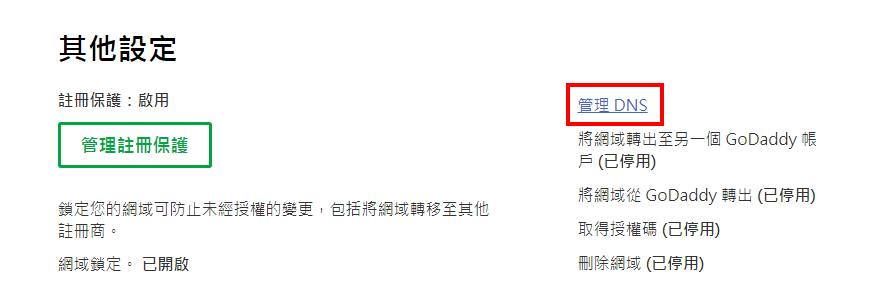 其他設定
註冊保護：啟用
管理註冊保護
鎖定您的網域可防止未經授權的變更，包括將網域轉移至其他
註冊商。
網域鎖定。 已開啟
管理 DNS
將網域轉出至另一個 GoDaddy 帳
戶 (已停用)
將網域從 GoDaddy 轉出 (已停用)
取得授權碼 (已停用)
刪除網域 (已停用)